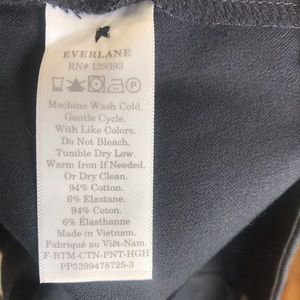 EVERLANE
RN# 139393
Machine Wash Cold.
Gentle Cycle.
With Like Colors.
Do Not Bleach.
Tumble Dry Low.
Warm Iron If Needed.
Or Dry Clean.
94% Cotton.
6% Elastane.
94% Coton.
6% Élasthanne
Made in Vietnam.
Fabriqué au Việt-Nam.
F-BTM-CTN-PNT-HGH
PP5399478725-3